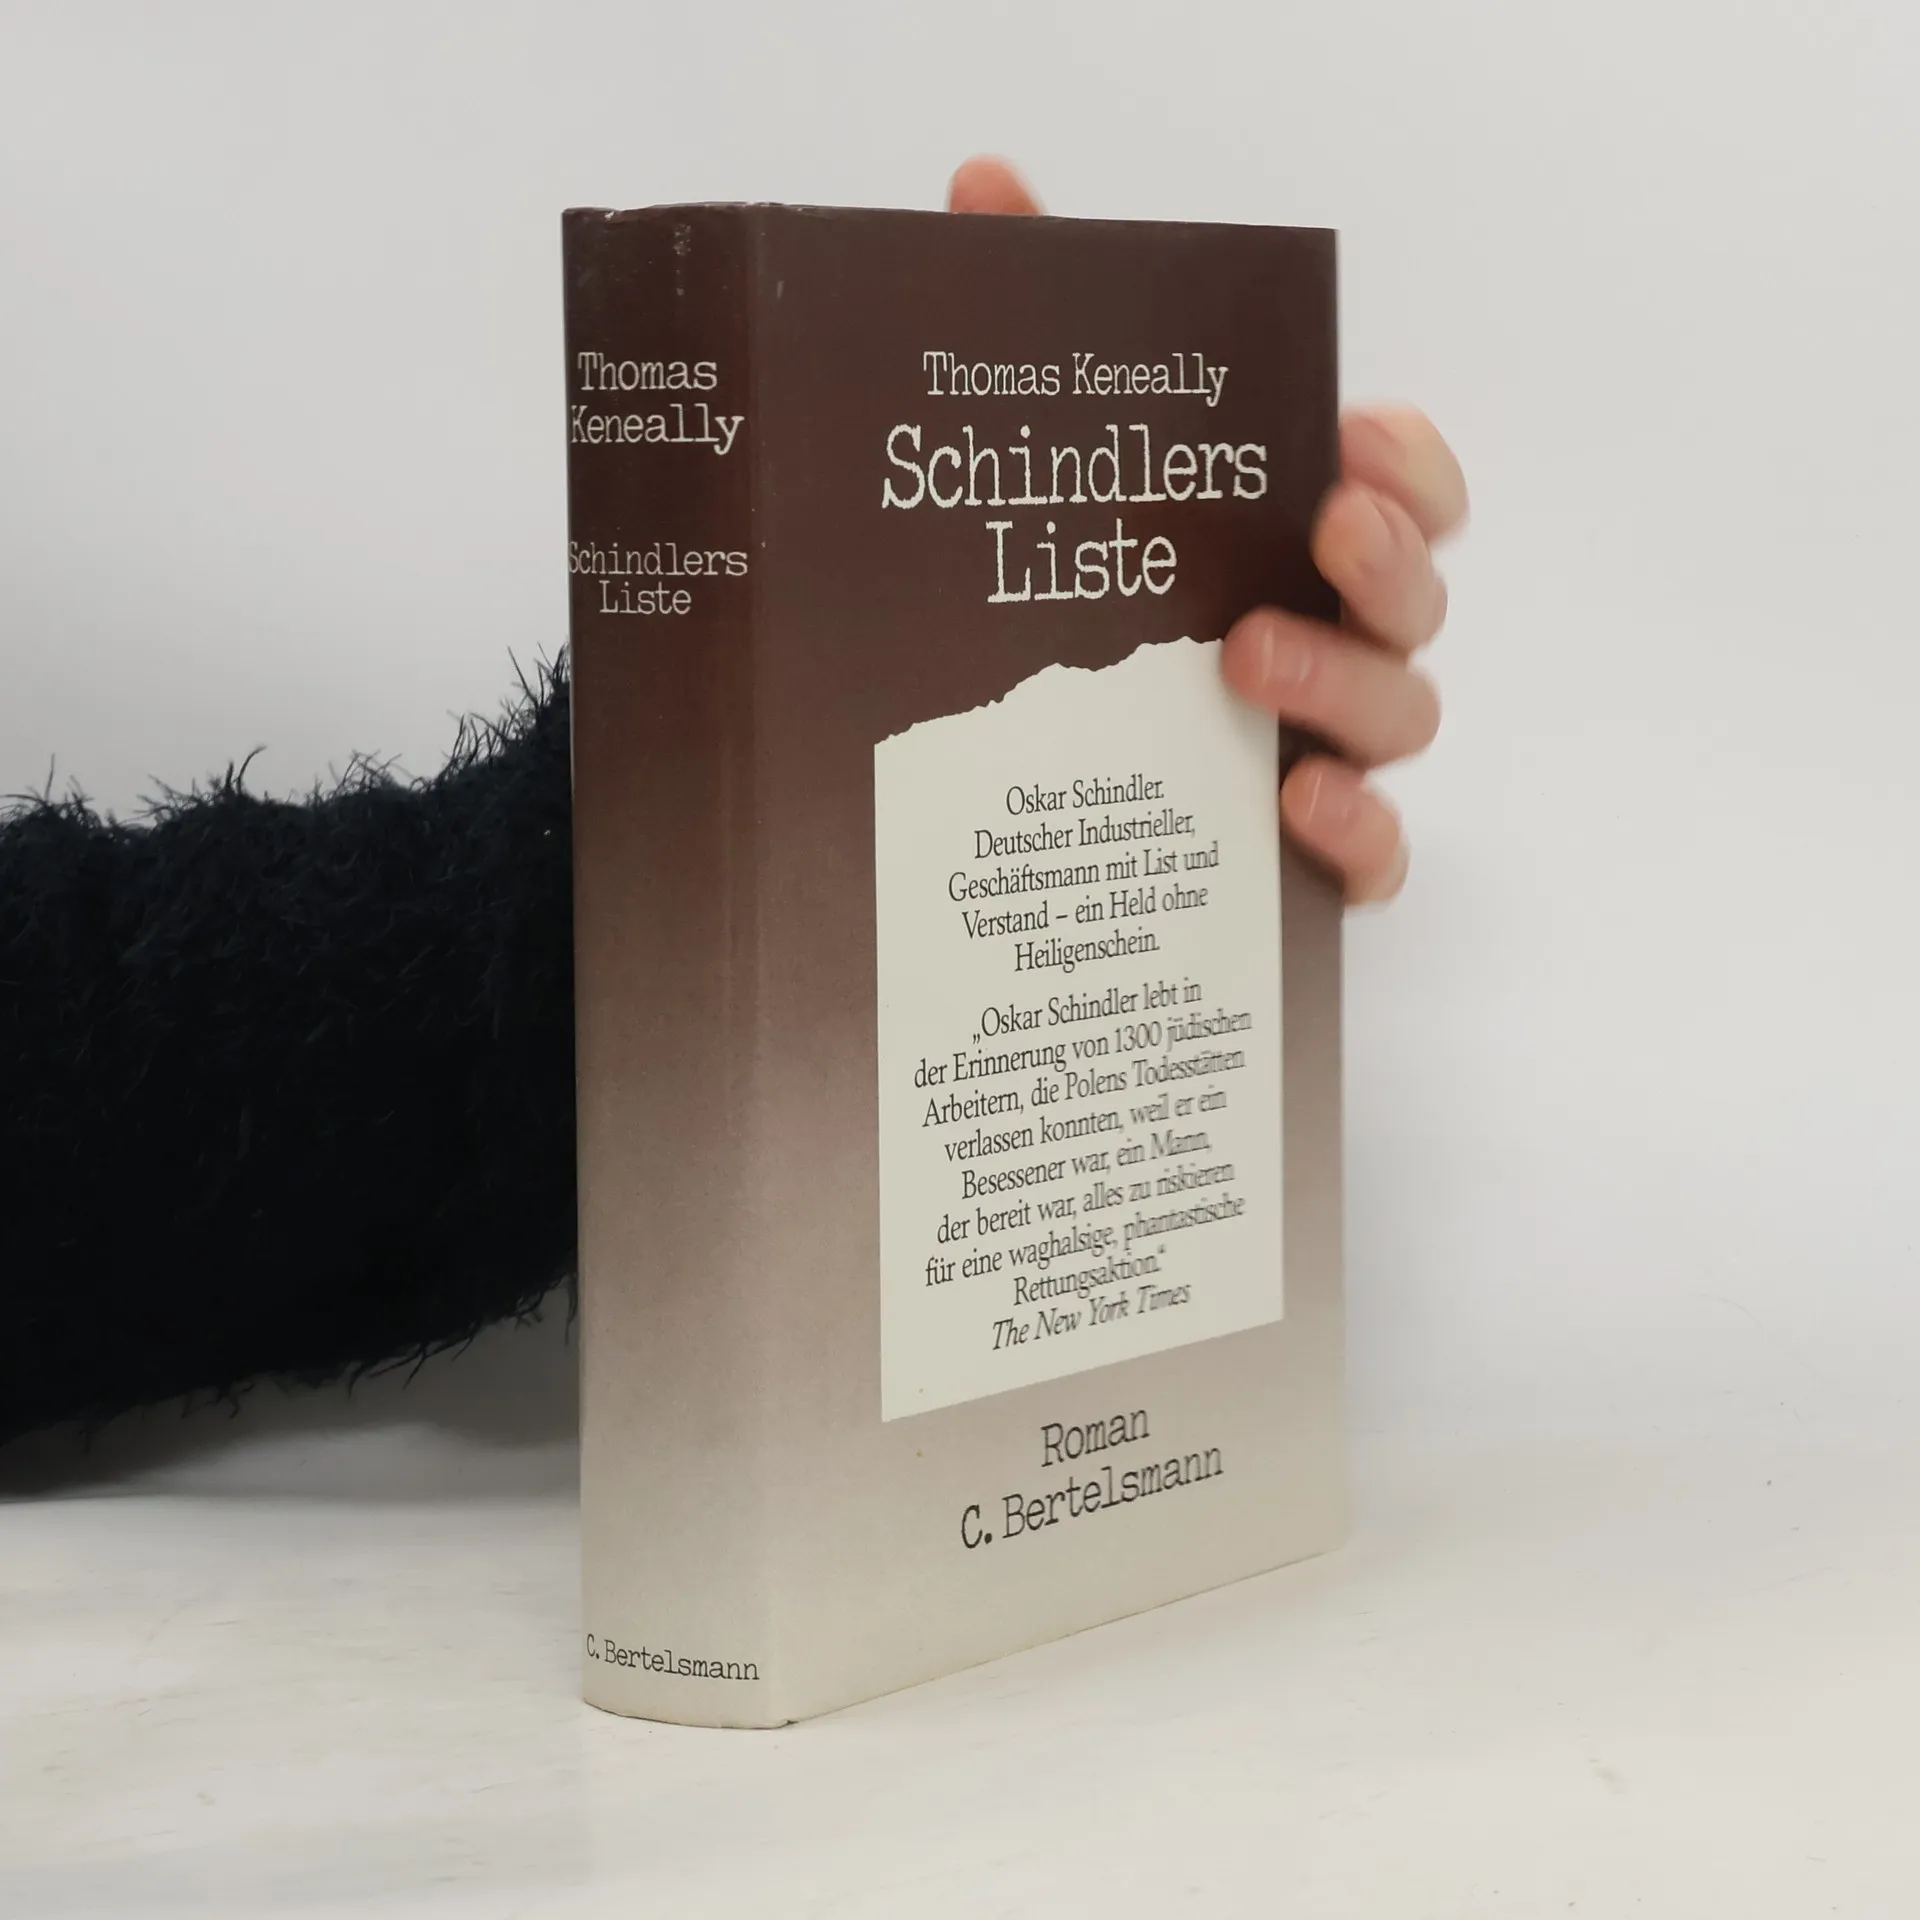 Thomas
Keneally
Schindlers
Liste
C. Bertelsmann
Thomas Keneally
Schindlers
Liste
Oskar Schindler.
Deutscher Industrieller,
Geschäftsmann mit List und
Verstand – ein Held ohne
Heiligenschein.
„Oskar Schindler lebt in
der Erinnerung von 1300 jüdischen
Arbeitern, die Polens Todesstätten
verlassen konnten, weil er ein
Besessener war, ein Mann,
der bereit war, alles zu riskieren
für eine waghalsige, phantastische
Rettungsaktion.“
The New York Times
Roman
C. Bertelsmann